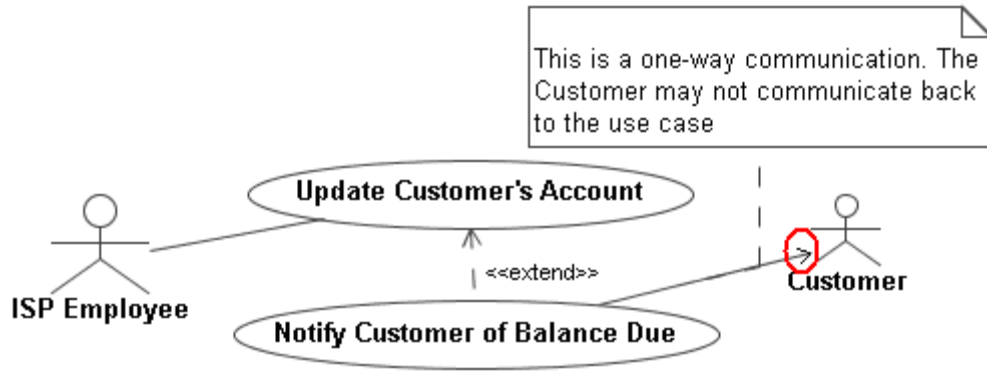 This is a one-way communication. The
Customer may not communicate back
to the use case
Update Customer's Account
<<extend>>
Customer
ISP Employee
Notify Customer of Balance Due